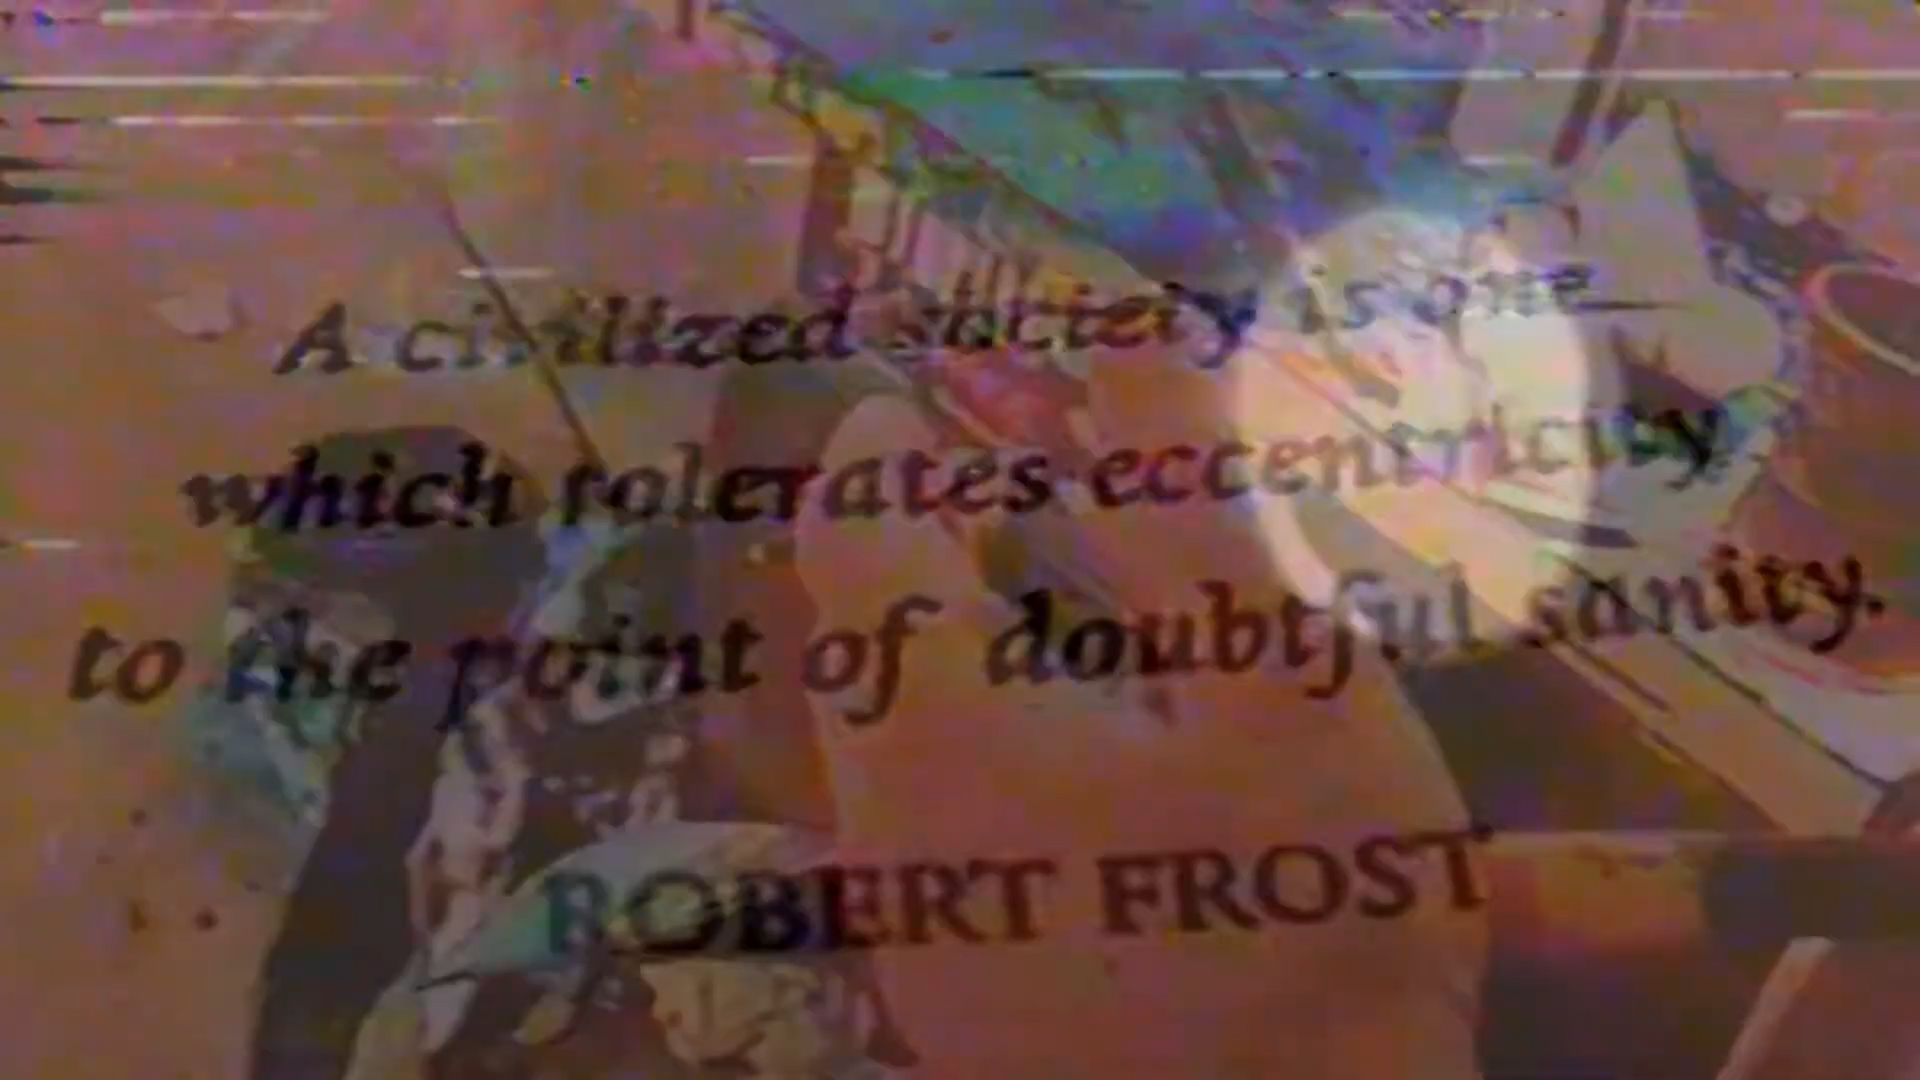 A civilized society is one
which tolerates eccentricity
to the point of doubtful sanity.
ROBERT FROST